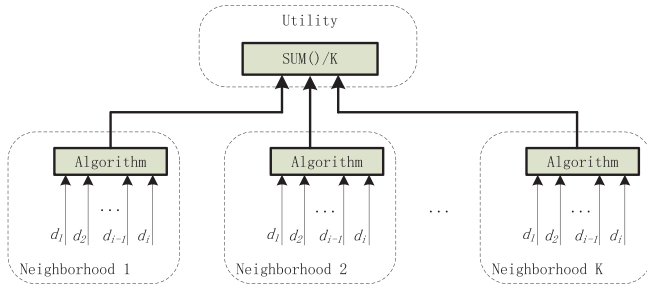 Utility
SUM()/K
Algorithm Algorithm Algorithm
... ... ... ...
d1 d2 di-1 di d1 d2 di-1 di d1 d2 di-1 di
Neighborhood 1 Neighborhood 2 Neighborhood K